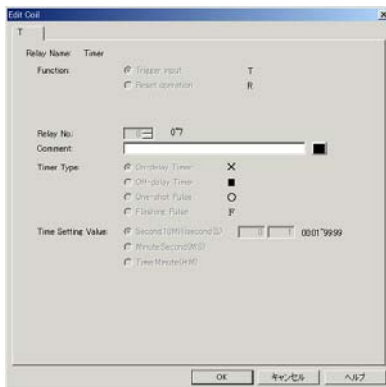 Edit Coil
T
Relay Name: Timer
Function: Trigger input T
Reset operation R
Relay No.: 0 0~7
Comment:
Timer Type: On-delay Timer
Off-delay Timer
One-shot Pulse
Flashing Pulse F
Time Setting Value: 0 1 00.01~99.99
Minute Second(M:S)
Time Minute(H:M)
OK キャンセル ヘルプ